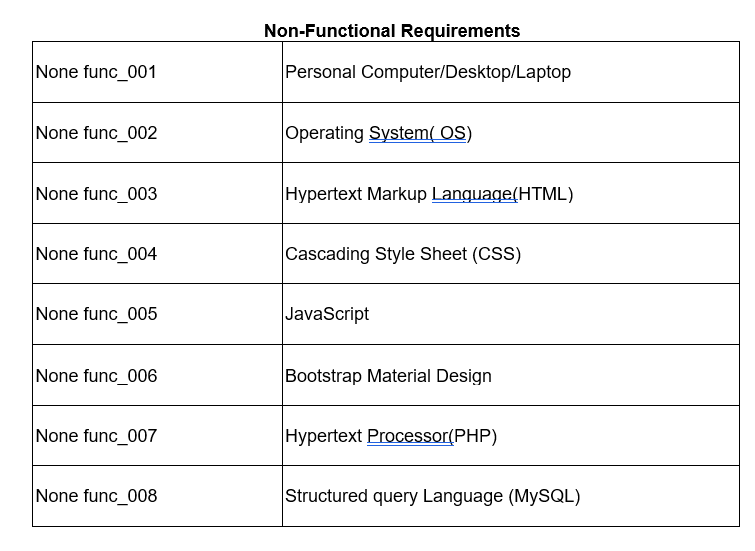 Non-Functional Requirements
None func_001 Personal Computer/Desktop/Laptop
None func_002 Operating System( OS)
None func_003 Hypertext Markup Language(HTML)
None func_004 Cascading Style Sheet (CSS)
None func_005 JavaScript
None func_006 Bootstrap Material Design
None func_007 Hypertext Processor(PHP)
None func_008 Structured query Language (MySQL)